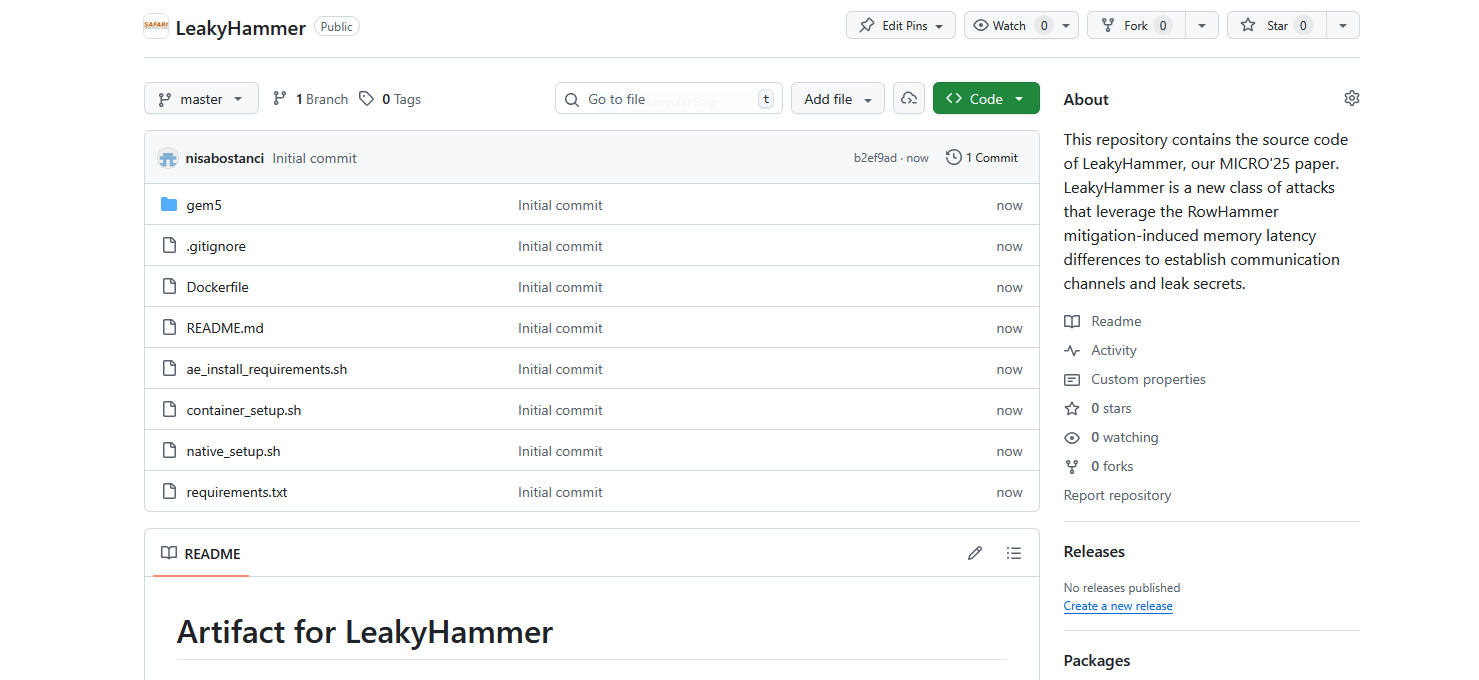 SAFARI
LeakyHammer Public Edit Pins Watch 0 Fork 0 Star 0
master 1 Branch 0 Tags Go to file t Add file Code
nisabostanci Initial commit b2ef9ad · now 1 Commit
gem5 Initial commit now
.gitignore Initial commit now
Dockerfile Initial commit now
README.md Initial commit now
ae_install_requirements.sh Initial commit now
container_setup.sh Initial commit now
native_setup.sh Initial commit now
requirements.txt Initial commit now
README
Artifact for LeakyHammer
About
This repository contains the source code
of LeakyHammer, our MICRO'25 paper.
LeakyHammer is a new class of attacks
that leverage the RowHammer
mitigation-induced memory latency
differences to establish communication
channels and leak secrets.
Readme
Activity
Custom properties
0 stars
0 watching
0 forks
Report repository
Releases
No releases published
Create a new release
Packages